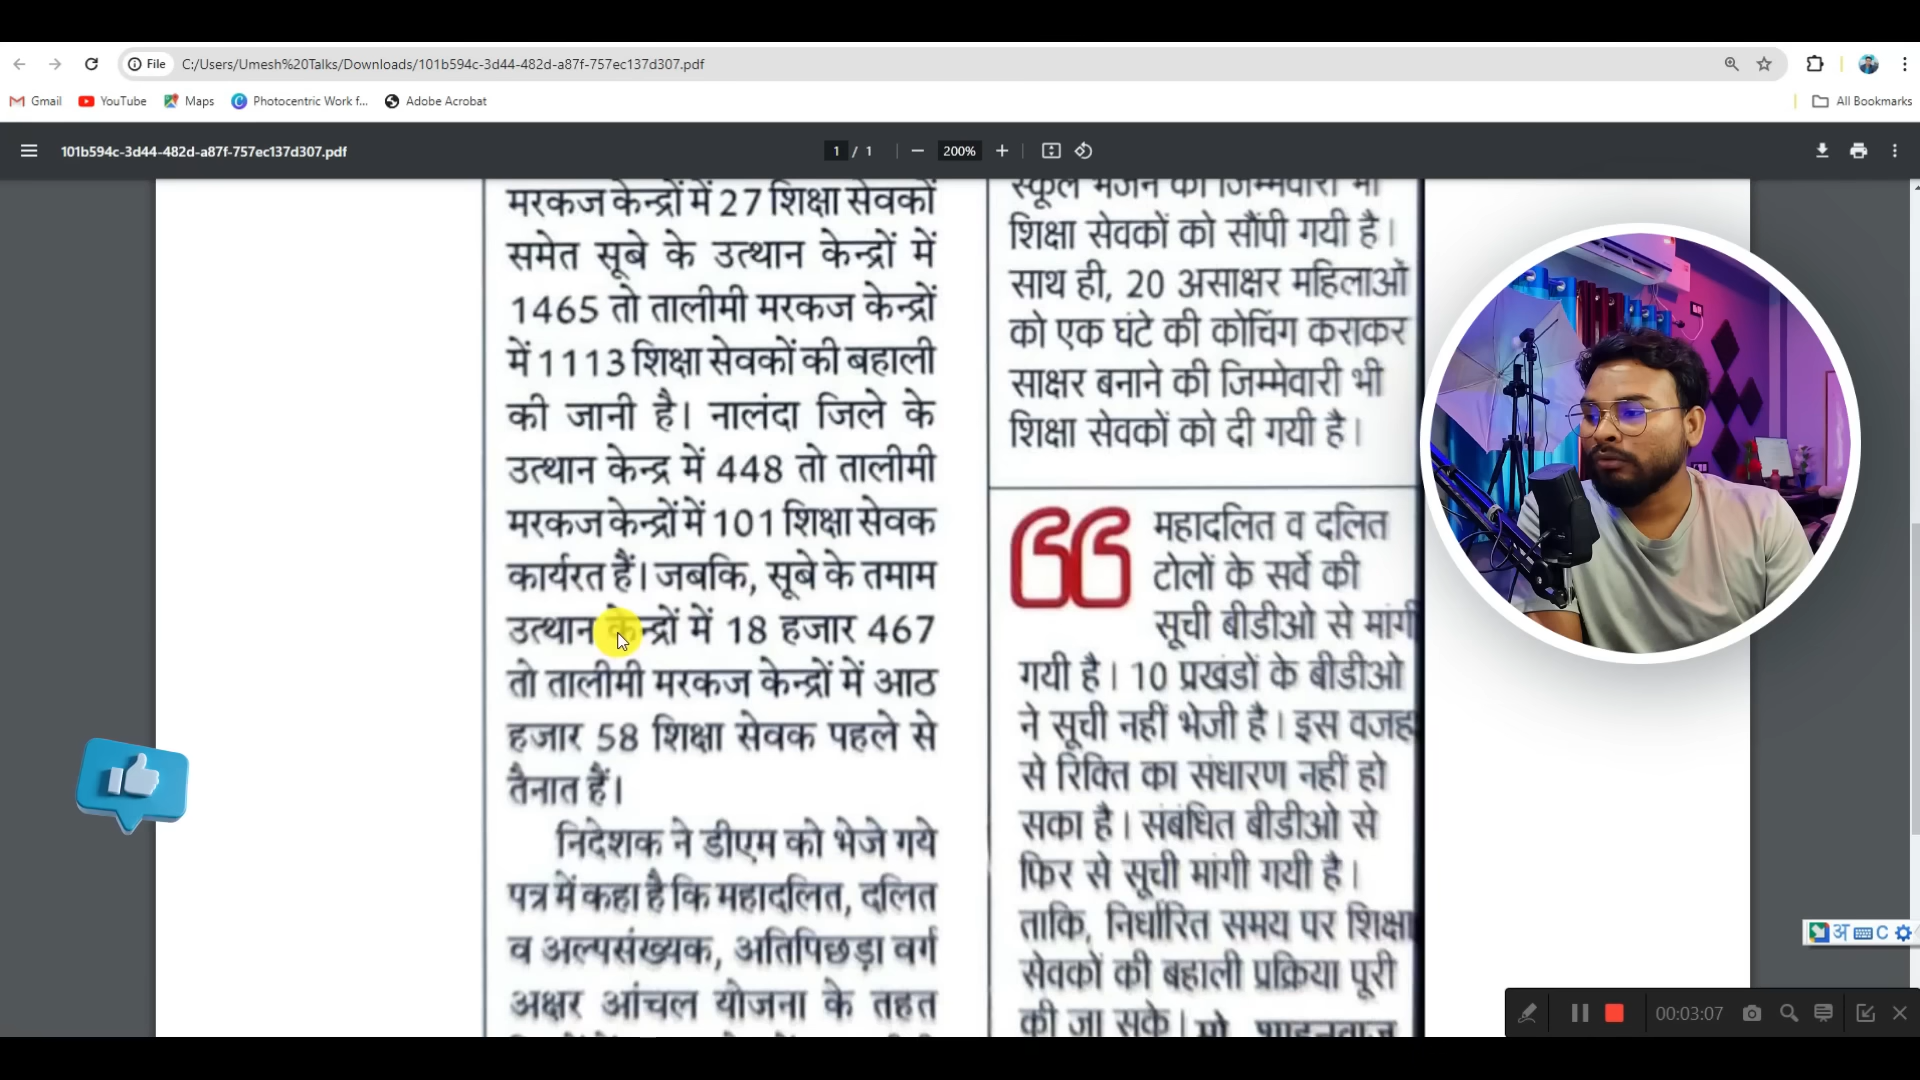 File
C:/Users/Umesh%20Talks/Downloads/101b594c-3d44-482d-a87f-757ec137d307.pdf
Gmail
YouTube
Maps
Photocentric Work f...
Adobe Acrobat
All Bookmarks
101b594c-3d44-482d-a87f-757ec137d307.pdf
1 / 1
200%
मरकज केन्द्रों में 27 शिक्षा सेवकों
समेत सूबे के उत्थान केन्द्रों में
1465 तो तालीमी मरकज केन्द्रों
में 1113 शिक्षा सेवकों की बहाली
की जानी है। नालंदा जिले के
उत्थान केन्द्र में 448 तो तालीमी
मरकज केन्द्रों में 101 शिक्षा सेवक
कार्यरत हैं। जबकि, सूबे के तमाम
उत्थान केन्द्रों में 18 हजार 467
तो तालीमी मरकज केन्द्रों में आठ
हजार 58 शिक्षा सेवक पहले से
तैनात हैं।
निदेशक ने डीएम को भेजे गये
पत्र में कहा है कि महादलित, दलित
व अल्पसंख्यक, अतिपिछड़ा वर्ग
अक्षर आंचल योजना के तहत
स्कूल भेजने की जिम्मेवारी भी
शिक्षा सेवकों को सौंपी गयी है।
साथ ही, 20 असाक्षर महिलाओं
को एक घंटे की कोचिंग कराकर
साक्षर बनाने की जिम्मेवारी भी
शिक्षा सेवकों को दी गयी है।
महादलित व दलित
टोलों के सर्वे की
सूची बीडीओ से मांगी
गयी है। 10 प्रखंडों के बीडीओ
ने सूची नहीं भेजी है। इस वजह
से रिक्ति का संधारण नहीं हो
सका है। संबंधित बीडीओ से
फिर से सूची मांगी गयी है।
ताकि, निर्धारित समय पर शिक्षा
सेवकों की बहाली प्रक्रिया पूरी
की जा सके। मो. शाहनवाज
अ
C
00:03:07